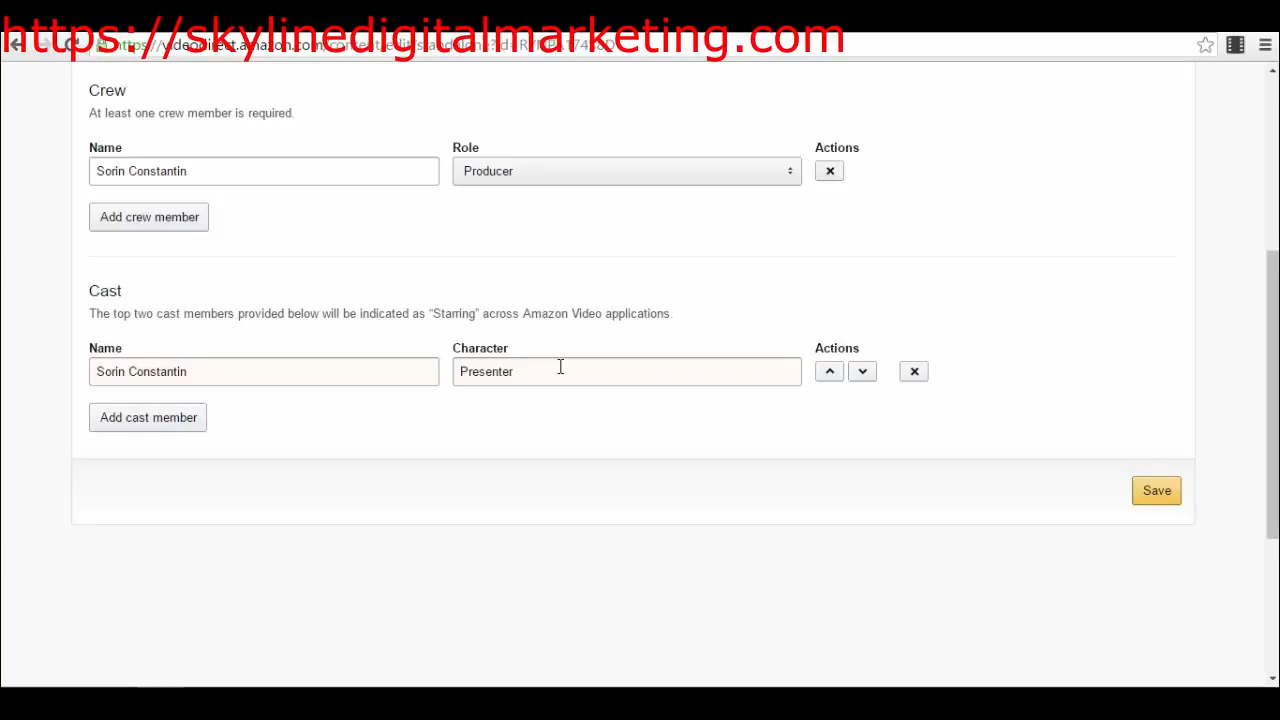 https://skylinedigitalmarketing.com
Crew
At least one crew member is required.
Name Role Actions
Sorin Constantin Producer
Add crew member
Cast
The top two cast members provided below will be indicated as “Starring” across Amazon Video applications.
Name Character Actions
Sorin Constantin Presenter
Add cast member
Save